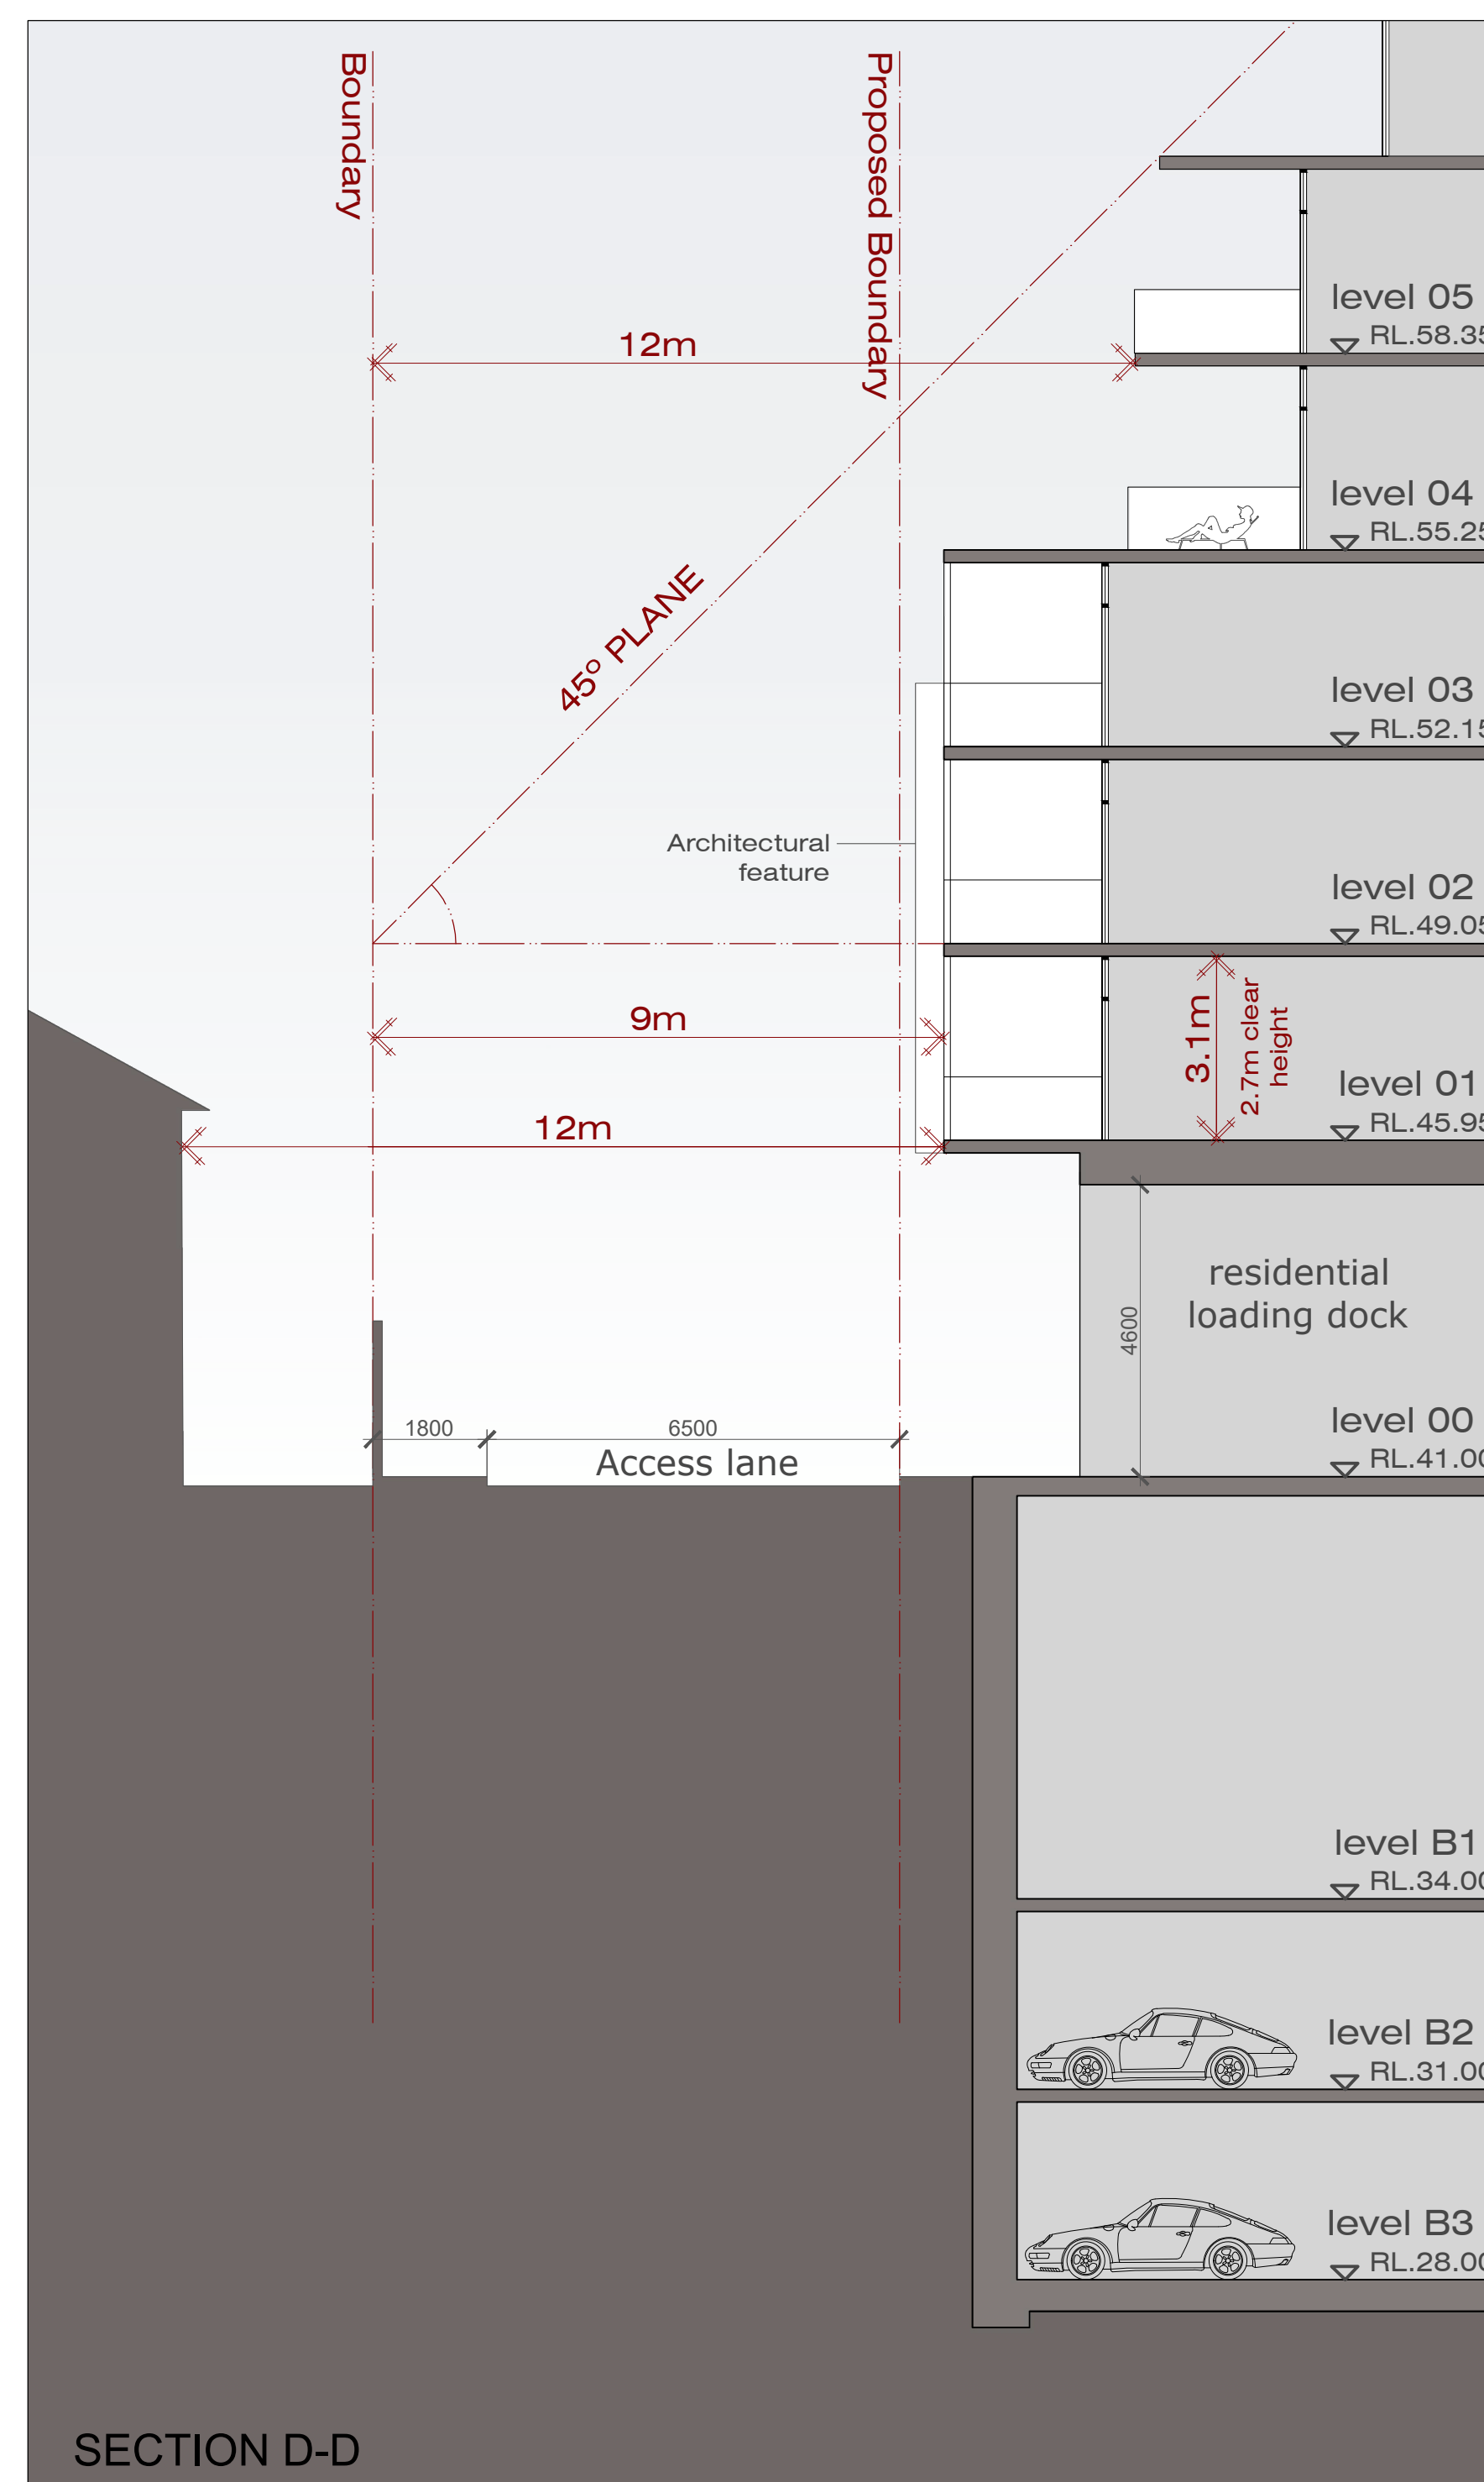 Boundary
Proposed Boundary
level 05
RL.58.35
12m
level 04
RL.55.25
45º PLANE
level 03
RL.52.15
Architectural
feature
level 02
RL.49.05
9m
3.1m
2.7m clear
height
level 01
RL.45.95
12m
residential
loading dock
4600
1800
6500
Access lane
level 00
RL.41.00
level B1
RL.34.00
level B2
RL.31.00
level B3
RL.28.00
SECTION D-D